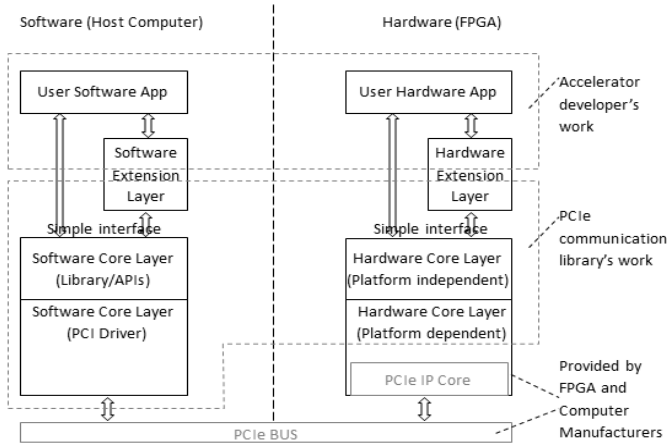 Software (Host Computer)
Hardware (FPGA)
User Software App
User Hardware App
Accelerator
developer's
work
Software
Extension
Layer
Hardware
Extension
Layer
Simple interface
Simple interface
PCIe
communication
library's work
Software Core Layer
(Library/APIs)
Hardware Core Layer
(Platform independent)
Software Core Layer
(PCI Driver)
Hardware Core Layer
(Platform dependent)
PCIe IP Core
Provided by
FPGA and
Computer
Manufacturers
PCIe BUS